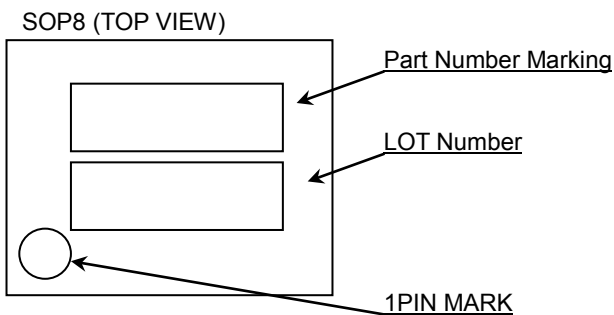 SOP8 (TOP VIEW)
Part Number Marking
LOT Number
1PIN MARK